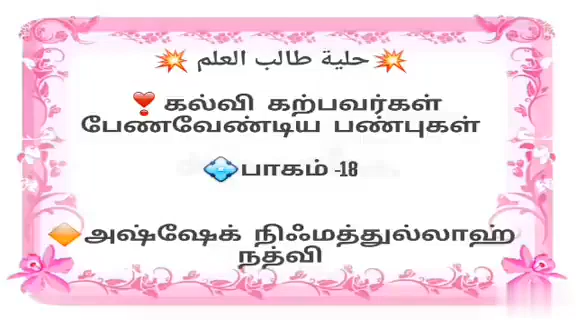 💥 حلية طالب العلم 💥
❣️கல்வி கற்பவர்கள்
பேணவேண்டிய பண்புகள்
💠பாகம் -18
🔶அஷ்ஷேக் நிஃமத்துல்லாஹ்
நத்வி